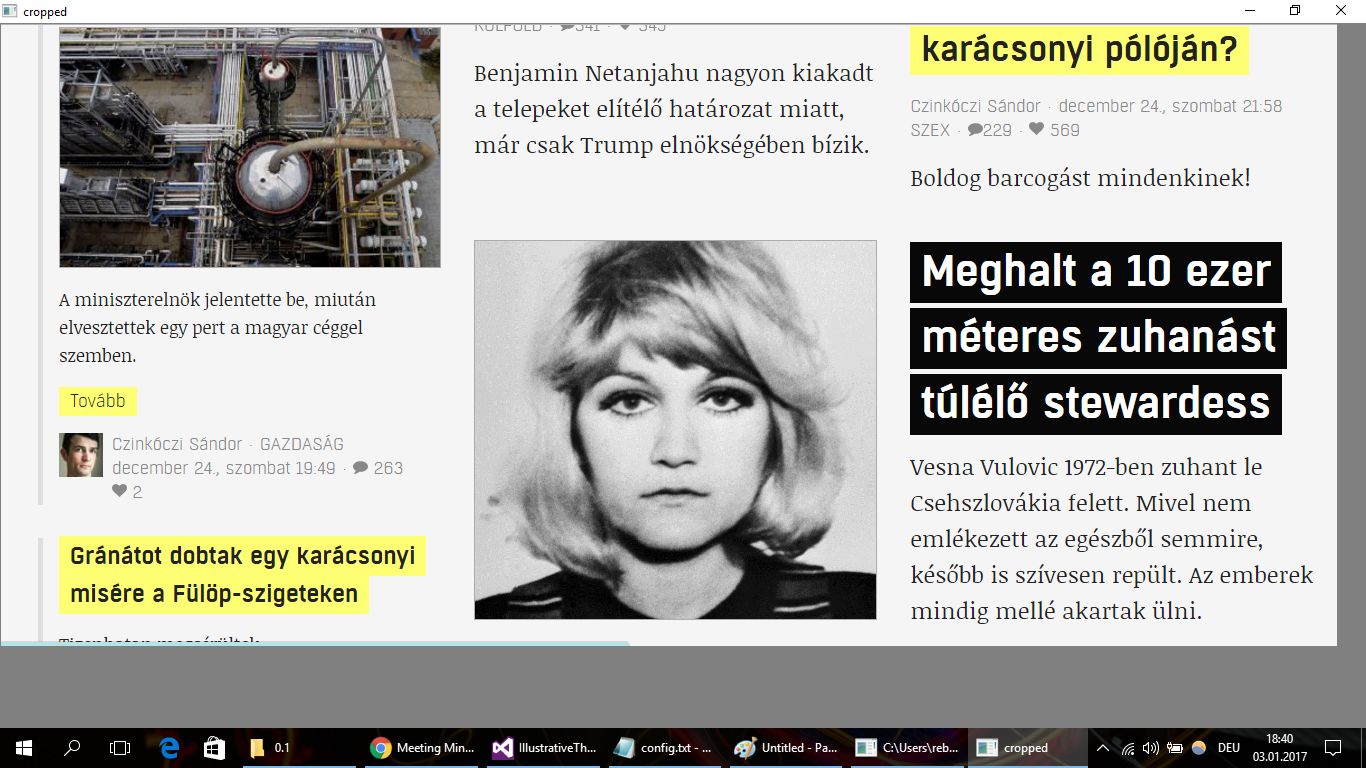 cropped
A miniszterelnök jelentette be, miután
elvesztettek egy pert a magyar céggel
szemben.
Tovább
Czinkóczi Sándor · GAZDASÁG
december 24., szombat 19:49 · 263
2
Gránátot dobtak egy karácsonyi
misére a Fülöp-szigeteken
Tizenhatan megsérültek
KÜLFÖLD · 341 · 345
Benjamin Netanjahu nagyon kiakadt
a telepeket elítélő határozat miatt,
már csak Trump elnökségében bízik.
karácsonyi pólóján?
Czinkóczi Sándor · december 24., szombat 21:58
SZEX · 229 · 569
Boldog barcogást mindenkinek!
Meghalt a 10 ezer
méteres zuhanást
túlélő stewardess
Vesna Vulovic 1972-ben zuhant le
Csehszlovákia felett. Mivel nem
emlékezett az egészből semmire,
később is szívesen repült. Az emberek
mindig mellé akartak ülni.
0.1
Meeting Min...
IllustrativeTh...
config.txt - ...
Untitled - Pa...
C:\Users\reb...
cropped
DEU
18:40
03.01.2017